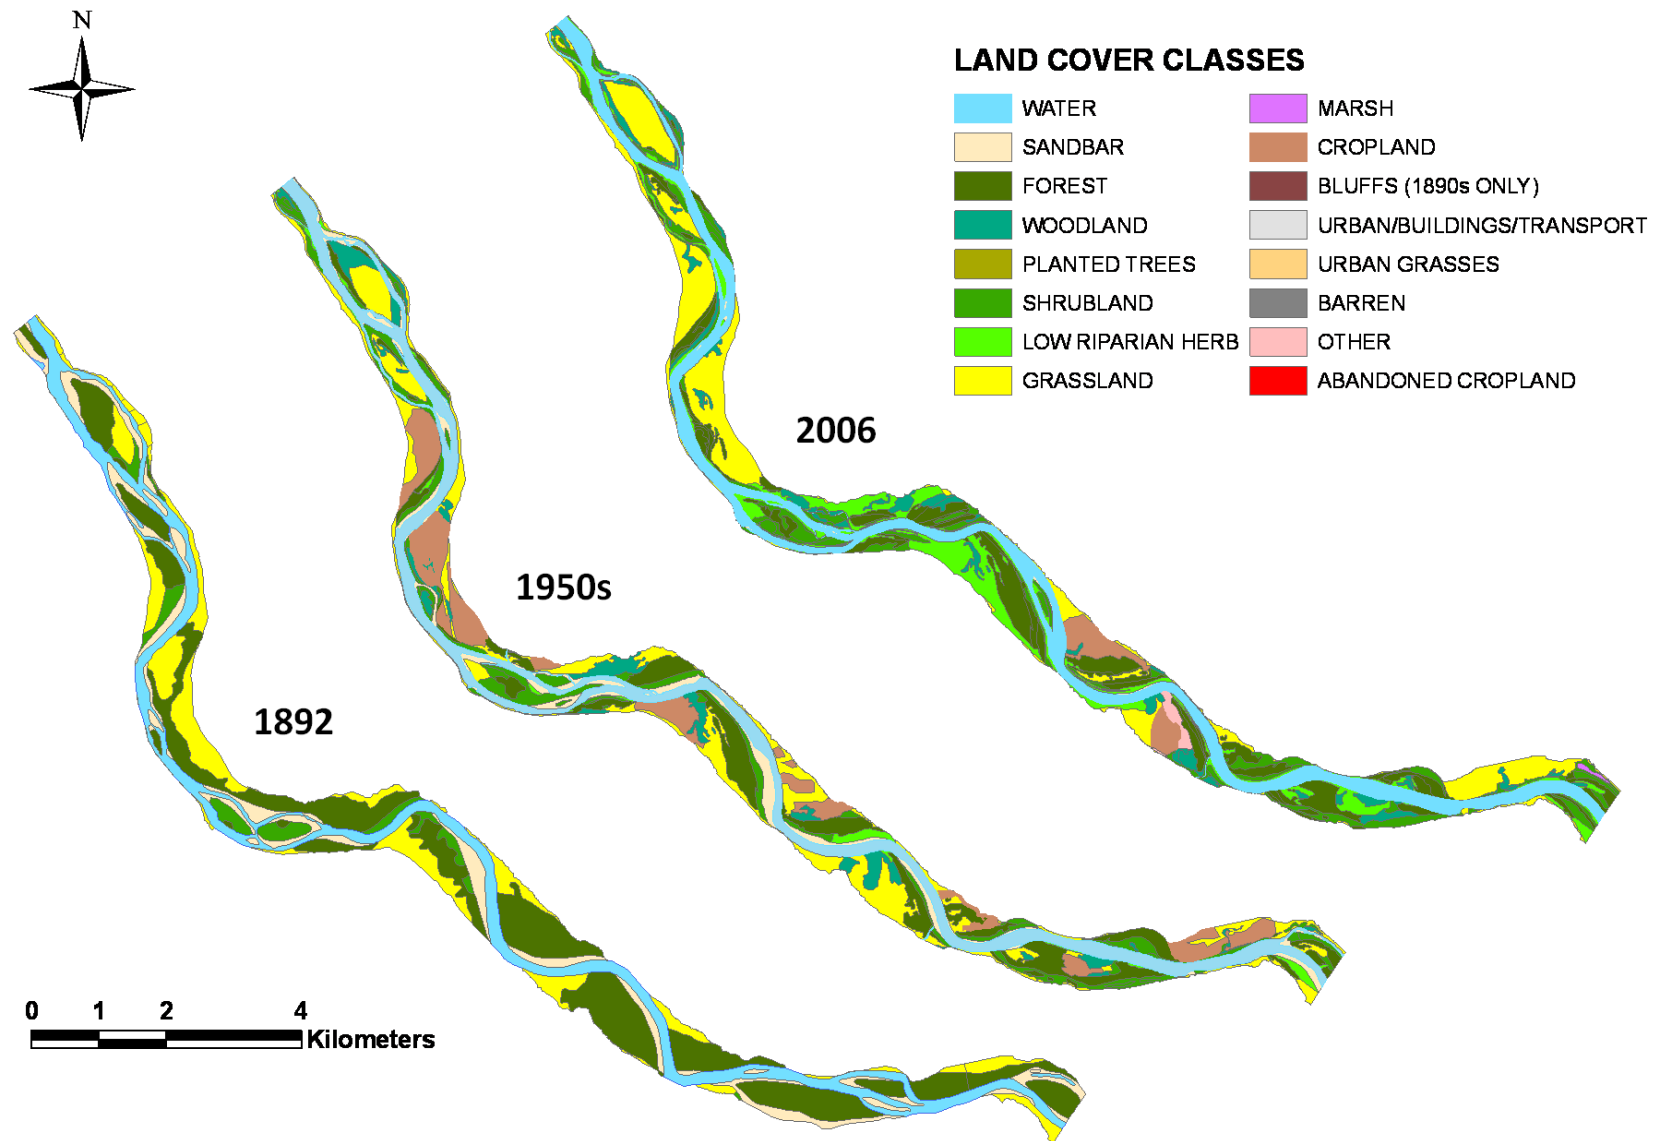 N
LAND COVER CLASSES
WATER
SANDBAR
FOREST
WOODLAND
PLANTED TREES
SHRUBLAND
LOW RIPARIAN HERB
GRASSLAND
MARSH
CROPLAND
BLUFFS (1890s ONLY)
URBAN/BUILDINGS/TRANSPORT
URBAN GRASSES
BARREN
OTHER
ABANDONED CROPLAND
2006
1950s
1892
0 1 2 4
Kilometers